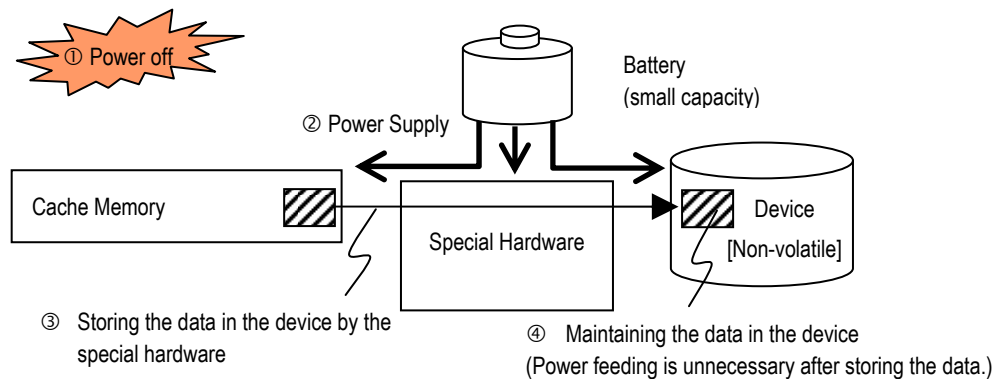 ① Power off
Battery
(small capacity)
② Power Supply
Cache Memory
Special Hardware
Device
[Non-volatile]
③ Storing the data in the device by the
special hardware
④ Maintaining the data in the device
(Power feeding is unnecessary after storing the data.)